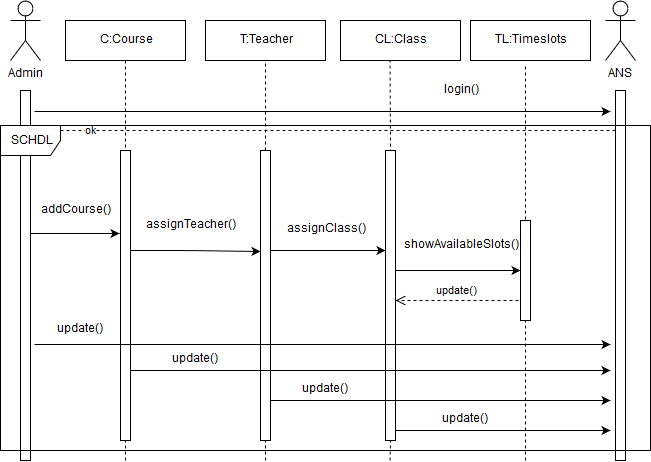 C:Course
T:Teacher
CL:Class
TL:Timeslots
Admin
ANS
login()
ok
SCHDL
addCourse()
assignTeacher()
assignClass()
showAvailableSlots()
update()
update()
update()
update()
update()